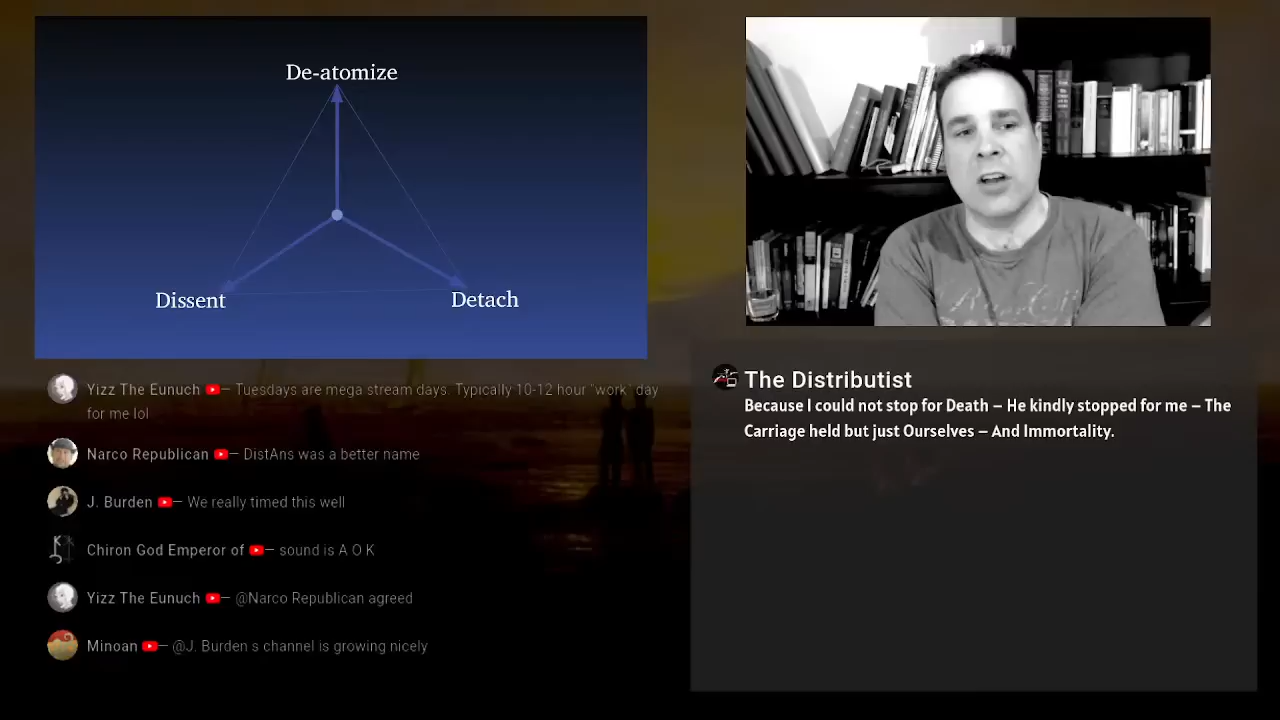 De-atomize
Dissent
Detach
Yizz The Eunuch — Tuesdays are mega stream days. Typically 10-12 hour "work" day
for me lol
Narco Republican — DistAns was a better name
J. Burden — We really timed this well
Chiron God Emperor of — sound is A O K
Yizz The Eunuch — @Narco Republican agreed
Minoan — @J. Burden s channel is growing nicely
The Distributist
Because I could not stop for Death – He kindly stopped for me – The
Carriage held but just Ourselves – And Immortality.